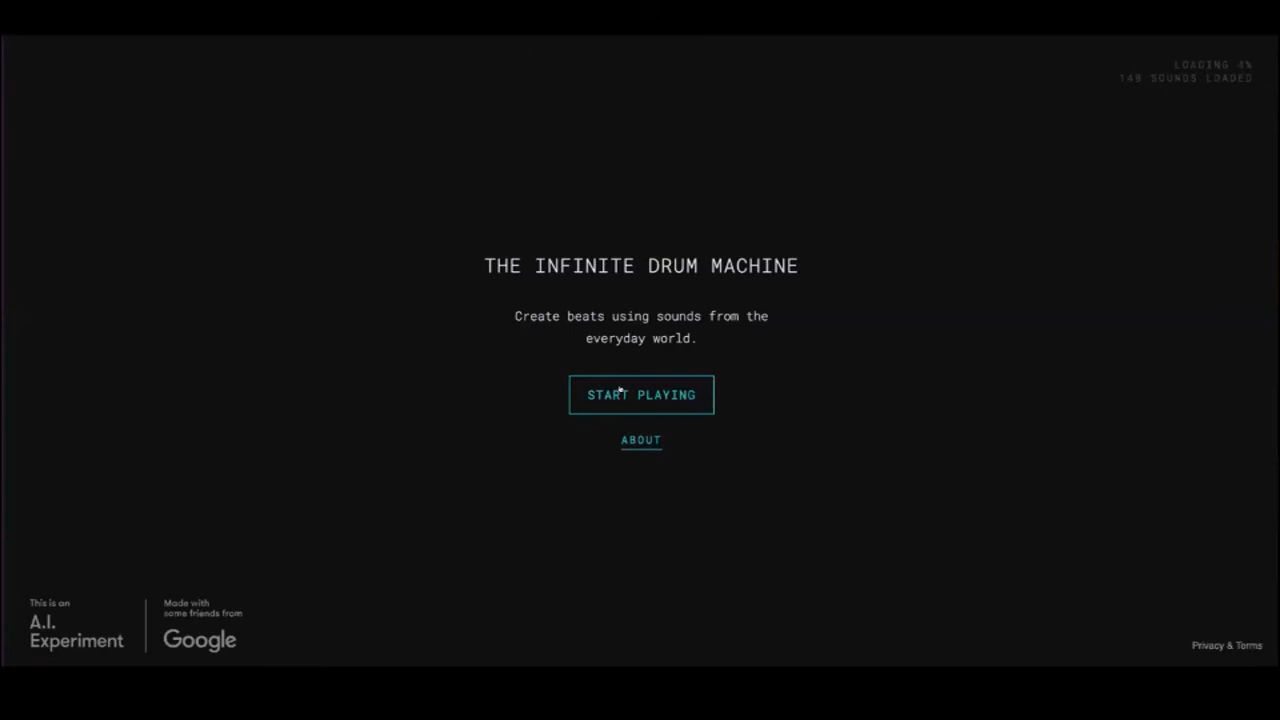 LOADING 4%
148 SOUNDS LOADED
THE INFINITE DRUM MACHINE
Create beats using sounds from the
everyday world.
START PLAYING
ABOUT
This is an
A.I.
Experiment
Made with
some friends from
Google
Privacy & Terms